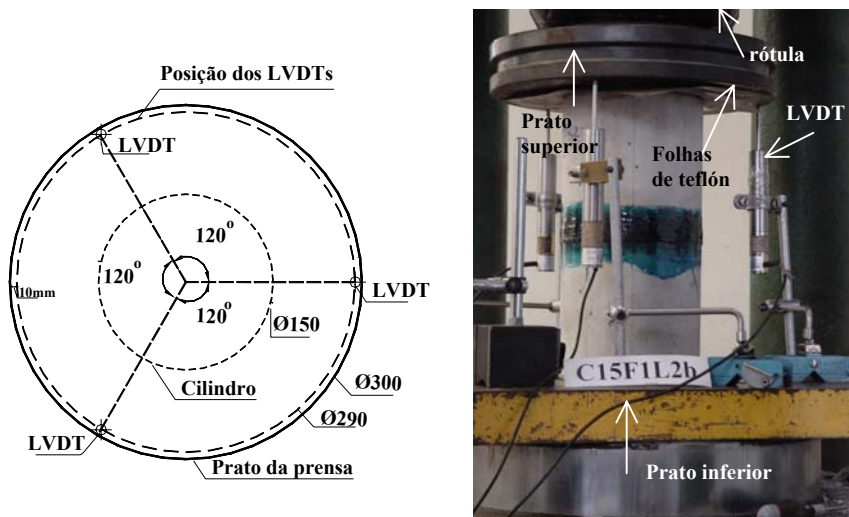 Posição dos LVDTs
LVDT
120°
120°
120°
10mm
LVDT
Ø150
Cilindro
Ø300
Ø290
LVDT
Prato da prensa
rótula
LVDT
Prato
superior
Folhas
de teflón
C15F1L2b
Prato inferior